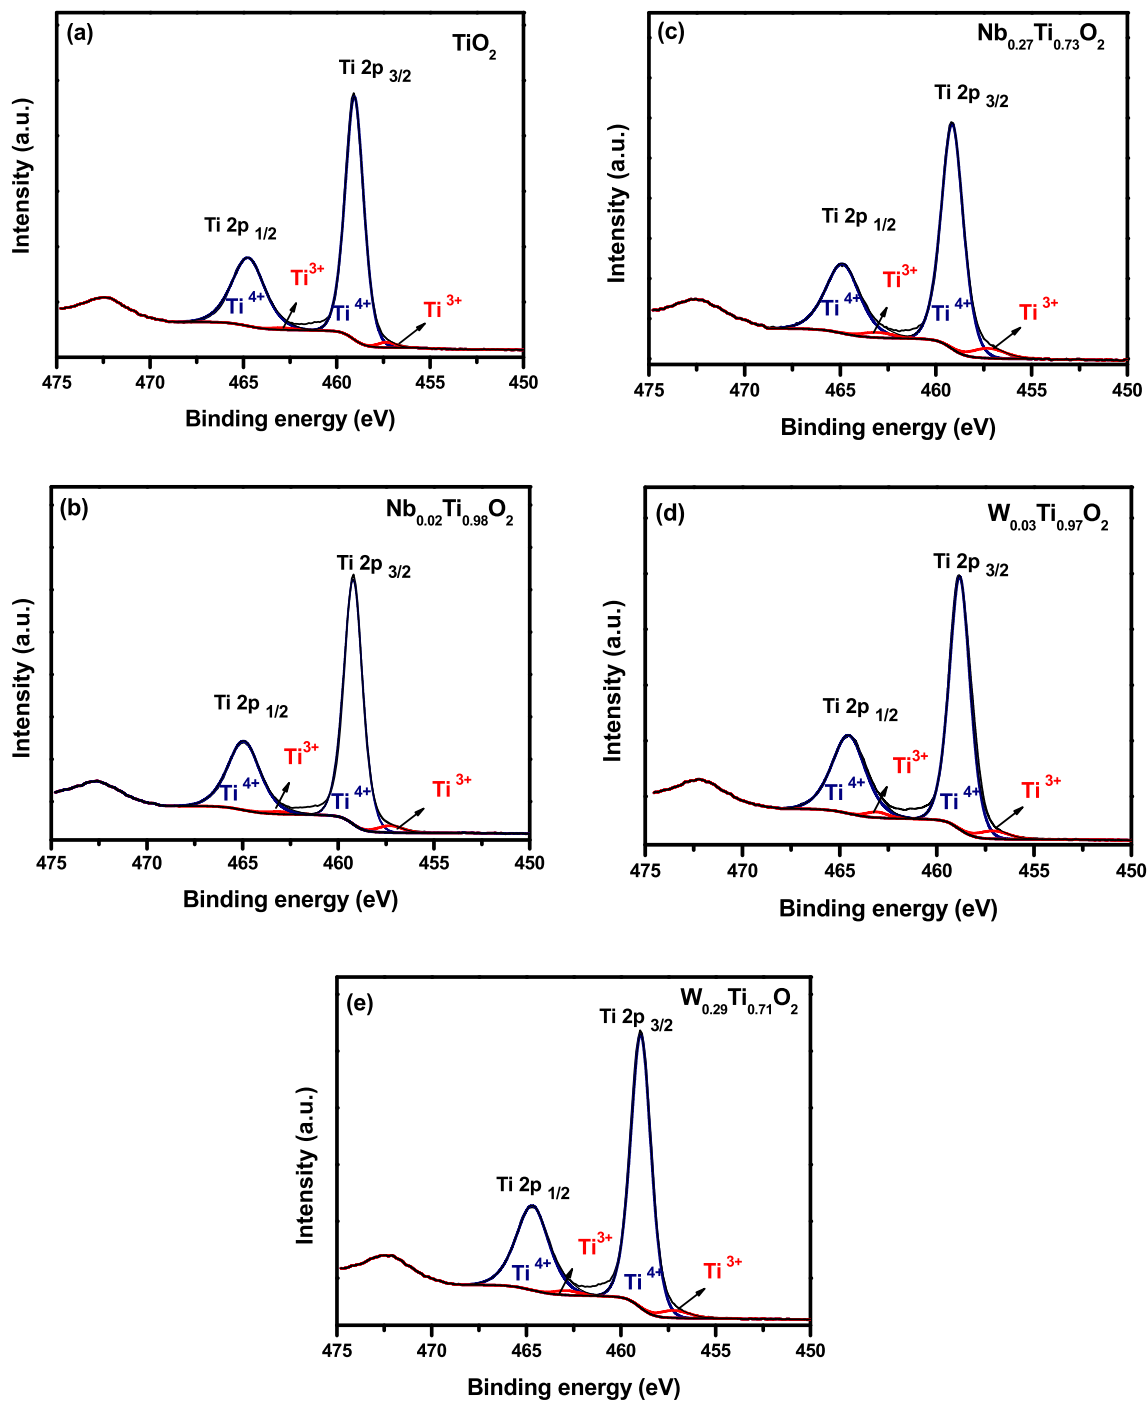 (a)
TiO2
Ti 2p 3/2
Ti 2p 1/2
Ti3+
Ti 4+
Ti 4+
Ti 3+
Intensity (a.u.)
475 470 465 460 455 450
Binding energy (eV)
(c)
Nb0.27Ti0.73O2
Ti 2p 3/2
Ti 2p 1/2
Ti3+
Ti 4+
Ti 4+
Ti 3+
Intensity (a.u.)
475 470 465 460 455 450
Binding energy (eV)
(b)
Nb0.02Ti0.98O2
Ti 2p 3/2
Ti 2p 1/2
Ti3+
Ti 4+
Ti 4+
Ti 3+
Intensity (a.u.)
475 470 465 460 455 450
Binding energy (eV)
(d)
W0.03Ti0.97O2
Ti 2p 3/2
Ti 2p 1/2
Ti3+
Ti 4+
Ti 4+
Ti 3+
Intensity (a.u.)
475 470 465 460 455 450
Binding energy (eV)
(e)
W0.29Ti0.71O2
Ti 2p 3/2
Ti 2p 1/2
Ti3+
Ti 4+
Ti 4+
Ti 3+
Intensity (a.u.)
475 470 465 460 455 450
Binding energy (eV)